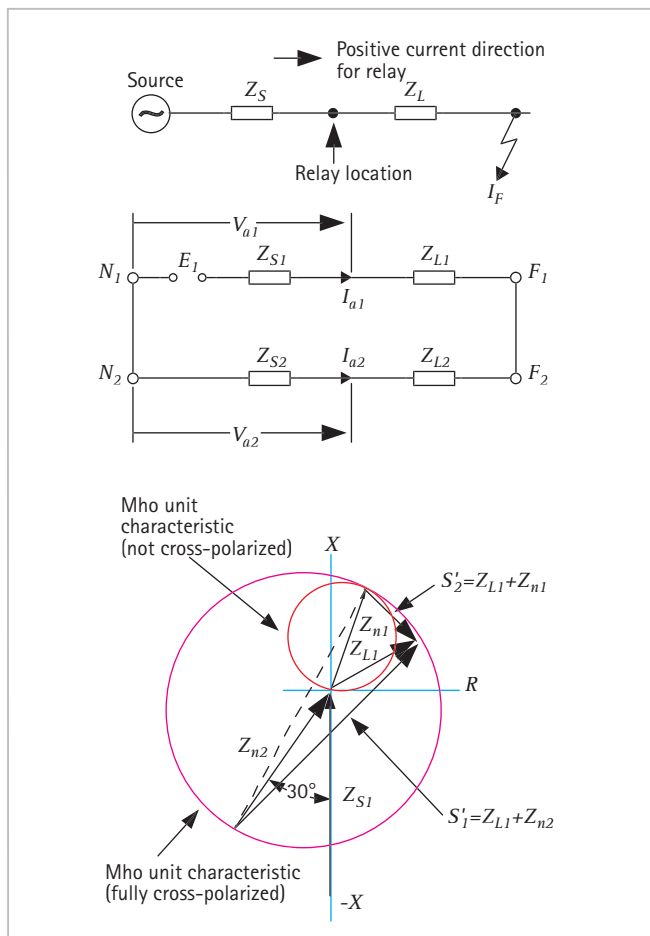 Positive current direction
for relay
Source
Z_S
Z_L
Relay location
I_F
V_a1
N_1
E_1
Z_S1
Z_L1
F_1
I_a1
Z_S2
I_a2
Z_L2
N_2
F_2
V_a2
Mho unit
characteristic
(not cross-polarized)
X
S'_2=Z_L1+Z_n1
Z_n1
Z_L1
R
Z_n2
30°
Z_S1
S'_1=Z_L1+Z_n2
Mho unit characteristic
(fully cross-polarized)
-X